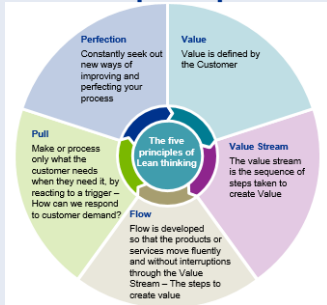 Perfection
Constantly seek out
new ways of
improving and
perfecting your
process
Value
Value is defined by
the Customer
Pull
Make or process
only what the
customer needs
when they need it, by
reacting to a trigger –
How can we respond
to customer demand?
The five
principles of
Lean thinking
Value Stream
The value stream
is the sequence of
steps taken to
create Value
Flow
Flow is developed
so that the products or
services move fluently
and without interruptions
through the Value
Stream – The steps to
create value